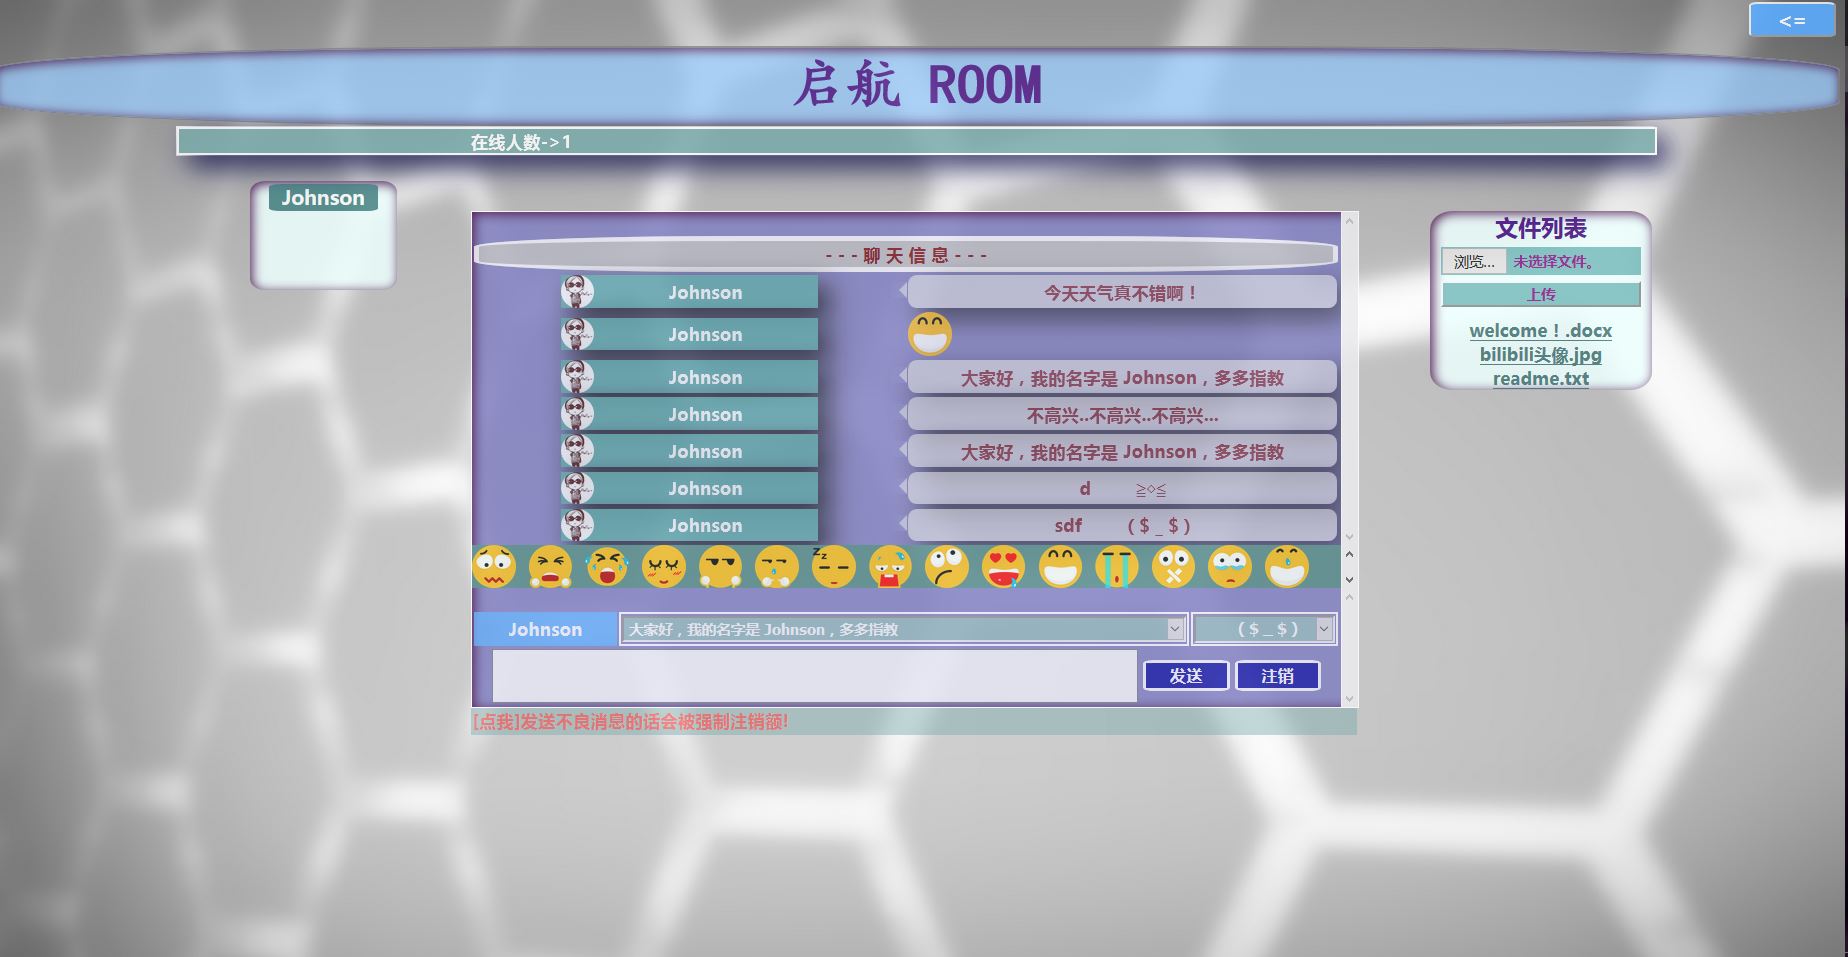 <=
启航 ROOM
在线人数->1
Johnson
---聊天信息---
Johnson 今天天气真不错啊！
Johnson
Johnson 大家好，我的名字是 Johnson，多多指教
Johnson 不高兴..不高兴..不高兴...
Johnson 大家好，我的名字是 Johnson，多多指教
Johnson d ≧◇≦
Johnson sdf ($_$)
zz
Johnson 大家好，我的名字是 Johnson，多多指教 ($_$)
发送 注销
[点我]发送不良消息的话会被强制注销额!
文件列表
浏览... 未选择文件。
上传
welcome！.docx
bilibili头像.jpg
readme.txt